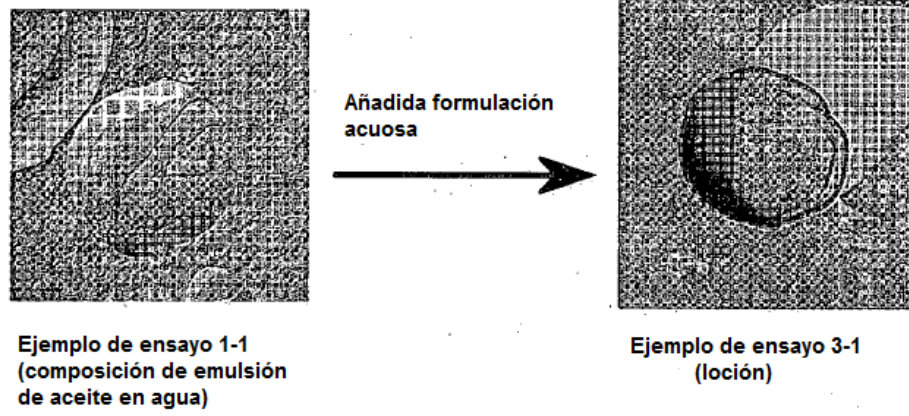 Añadida formulación
acuosa
Ejemplo de ensayo 1-1
(composición de emulsión
de aceite en agua)
Ejemplo de ensayo 3-1
(loción)